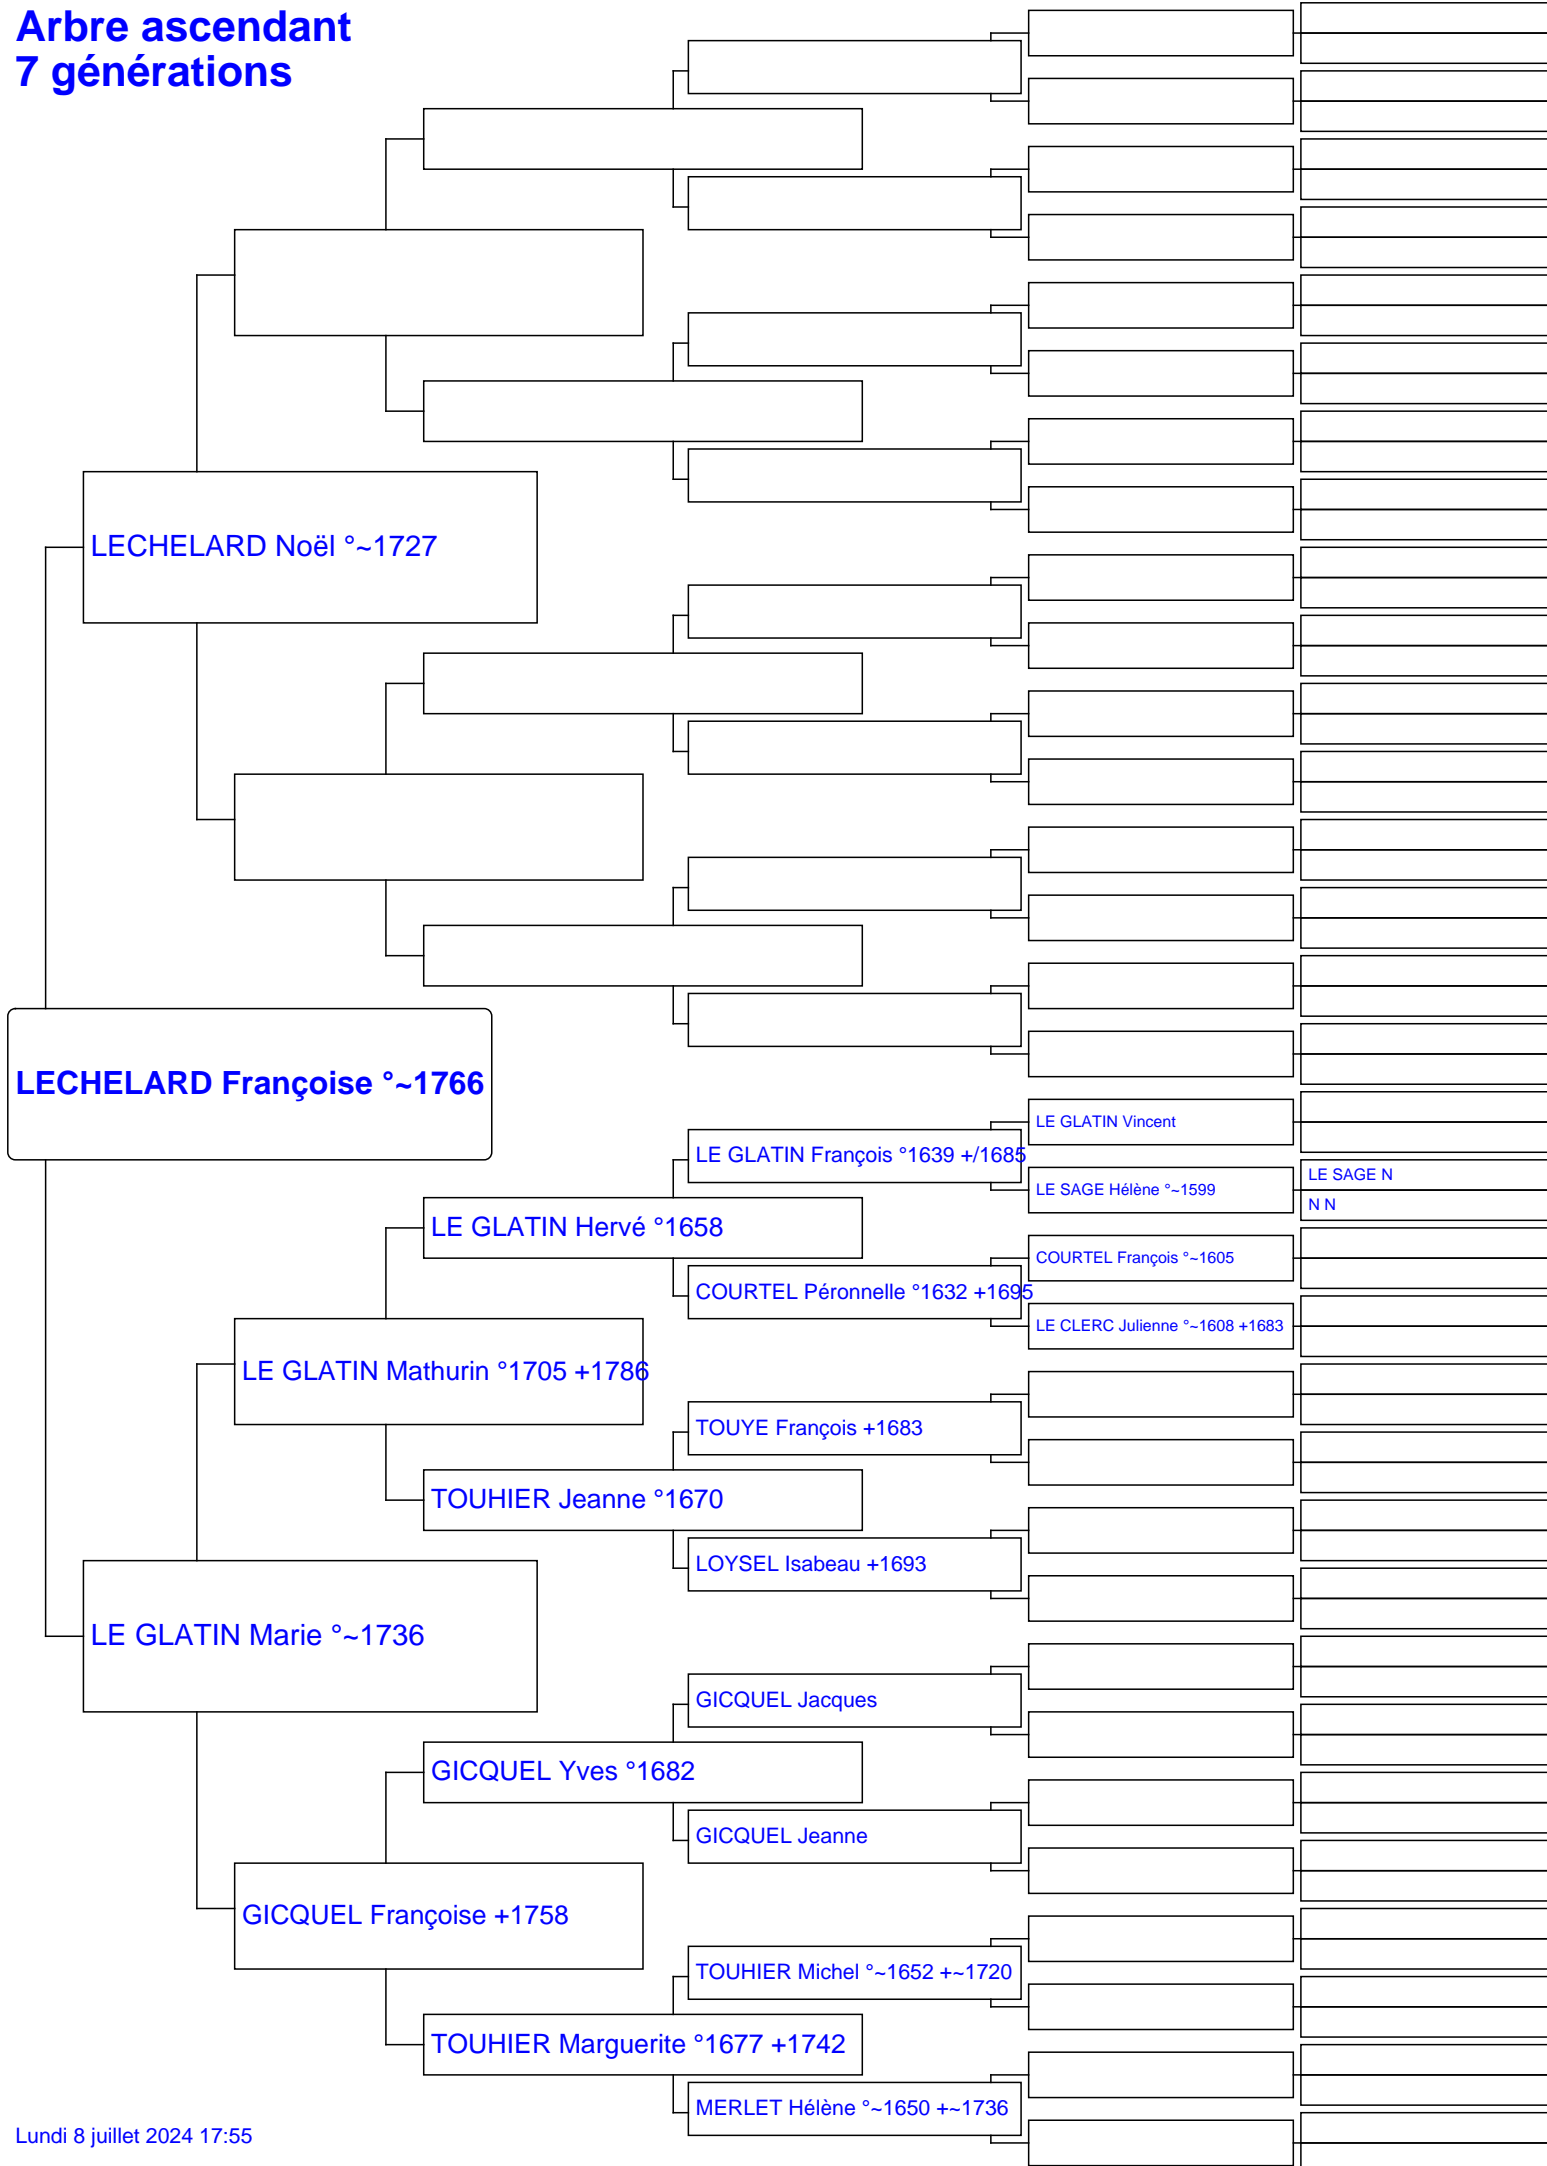 Arbre ascendant
7 générations
LECHELARD Noël °~1727
LECHELARD Françoise °~1766
LE GLATIN Vincent
LE GLATIN François °1639 +/1685
LE SAGE N
LE SAGE Hélène °~1599
N N
LE GLATIN Hervé °1658
COURTEL François °~1605
COURTEL Péronnelle °1632 +1695
LE CLERC Julienne °~1608 +1683
LE GLATIN Mathurin °1705 +1786
TOUYE François +1683
TOUHIER Jeanne °1670
LOYSEL Isabeau +1693
LE GLATIN Marie °~1736
GICQUEL Jacques
GICQUEL Yves °1682
GICQUEL Jeanne
GICQUEL Françoise +1758
TOUHIER Michel °~1652 +~1720
TOUHIER Marguerite °1677 +1742
MERLET Hélène °~1650 +~1736
Lundi 8 juillet 2024 17:55